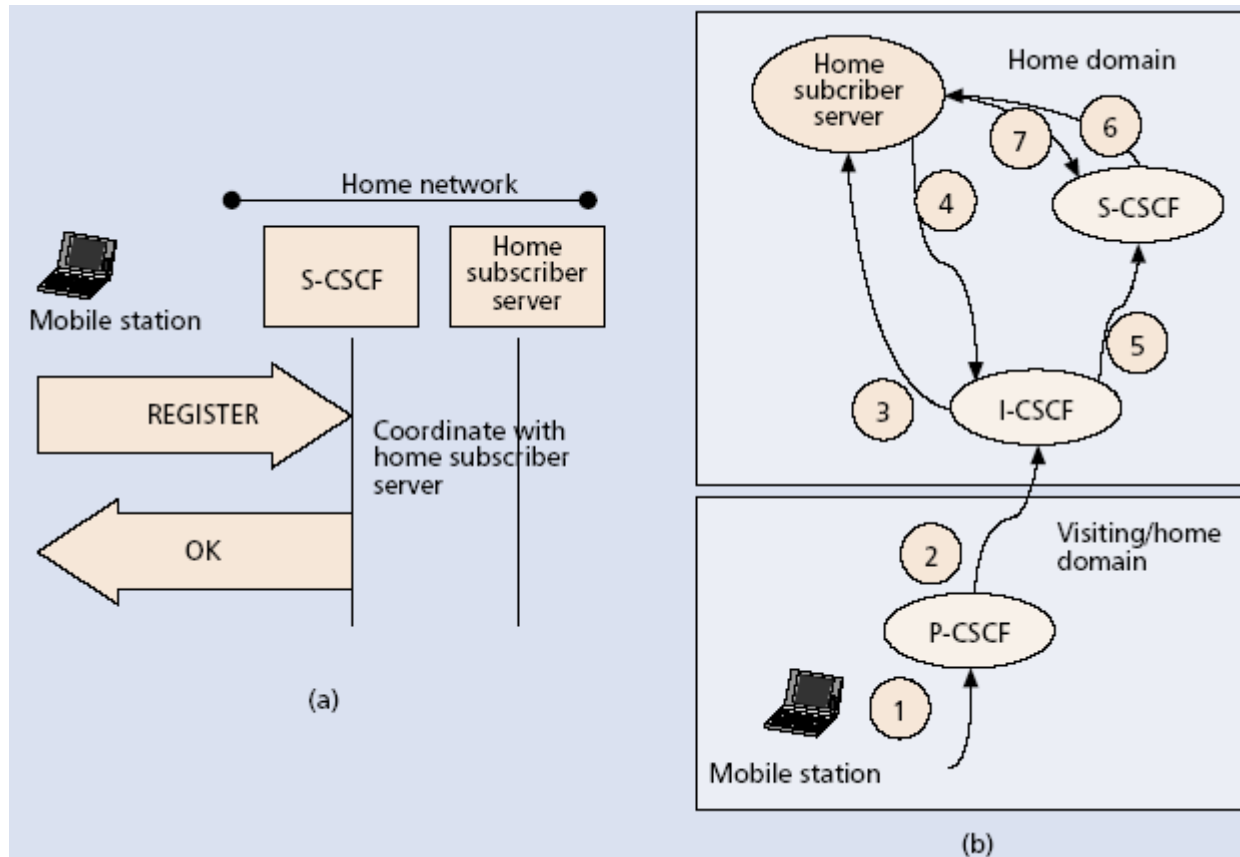 Home network
S-CSCF
Home
subscriber
server
Mobile station
REGISTER
Coordinate with
home subscriber
server
OK
(a)
Home domain
Home
subcriber
server
6
7
4
S-CSCF
5
3
I-CSCF
Visiting/home
domain
2
P-CSCF
1
Mobile station
(b)